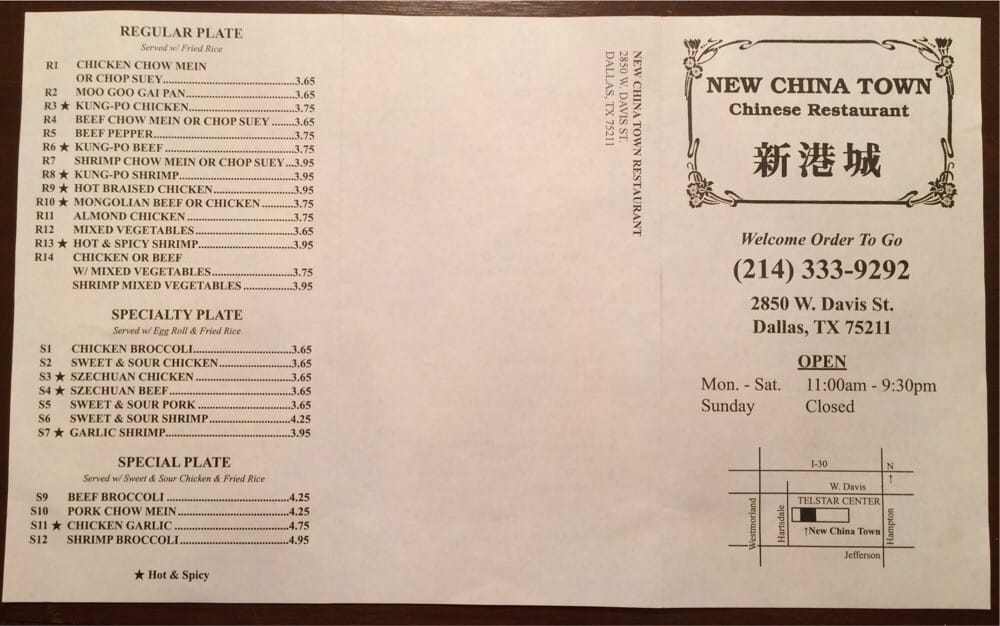 REGULAR PLATE
Served w/ Fried Rice
R1 CHICKEN CHOW MEIN
OR CHOP SUEY..........3.65
R2 MOO GOO GAI PAN..........3.65
R3 ★ KUNG-PO CHICKEN..........3.75
R4 BEEF CHOW MEIN OR CHOP SUEY ........3.65
R5 BEEF PEPPER..........3.75
R6 ★ KUNG-PO BEEF ..........3.75
R7 SHRIMP CHOW MEIN OR CHOP SUEY...3.95
R8 ★ KUNG-PO SHRIMP..........3.95
R9 ★ HOT BRAISED CHICKEN..........3.95
R10 ★ MONGOLIAN BEEF OR CHICKEN ..........3.75
R11 ALMOND CHICKEN ..........3.75
R12 MIXED VEGETABLES..........3.65
R13 ★ HOT & SPICY SHRIMP..........3.95
R14 CHICKEN OR BEEF
W/ MIXED VEGETABLES..........3.75
SHRIMP MIXED VEGETABLES ..........3.95
SPECIALTY PLATE
Served w/ Egg Roll & Fried Rice
S1 CHICKEN BROCCOLI..........3.65
S2 SWEET & SOUR CHICKEN..........3.65
S3 ★ SZECHUAN CHICKEN ..........3.65
S4 ★ SZECHUAN BEEF..........3.65
S5 SWEET & SOUR PORK ..........3.65
S6 SWEET & SOUR SHRIMP..........4.25
S7 ★ GARLIC SHRIMP..........3.95
SPECIAL PLATE
Served w/ Sweet & Sour Chicken & Fried Rice
S9 BEEF BROCCOLI ..........4.25
S10 PORK CHOW MEIN ..........4.25
S11 ★ CHICKEN GARLIC ..........4.75
S12 SHRIMP BROCCOLI..........4.95
★ Hot & Spicy
NEW CHINA TOWN RESTAURANT
2850 W. DAVIS ST.
DALLAS, TX 75211
NEW CHINA TOWN
Chinese Restaurant
新港城
Welcome Order To Go
(214) 333-9292
2850 W. Davis St.
Dallas, TX 75211
OPEN
Mon. - Sat. 11:00am - 9:30pm
Sunday Closed
I-30
N
↑
W. Davis
TELSTAR CENTER
Westmorland
Hartsdale
↑New China Town
Hampton
Jefferson